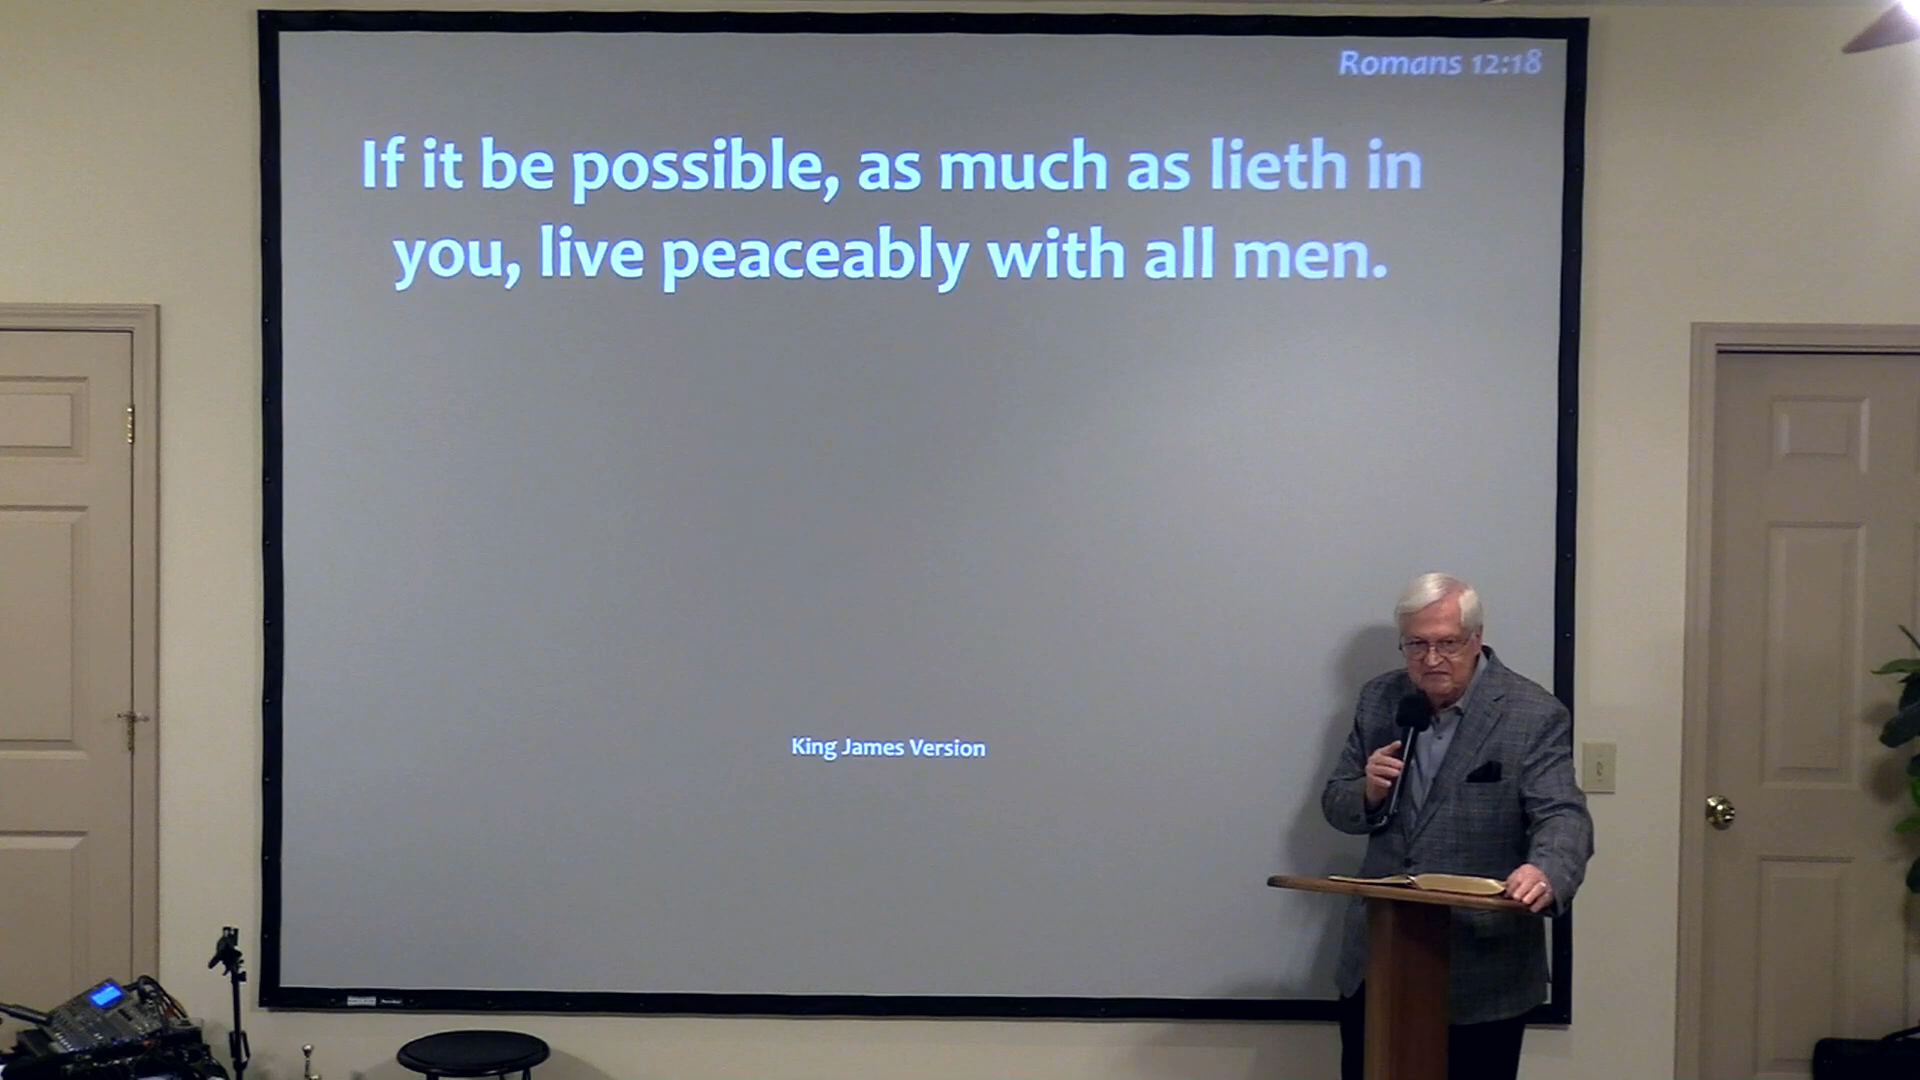 Romans 12:18
If it be possible, as much as lieth in
you, live peaceably with all men.
King James Version